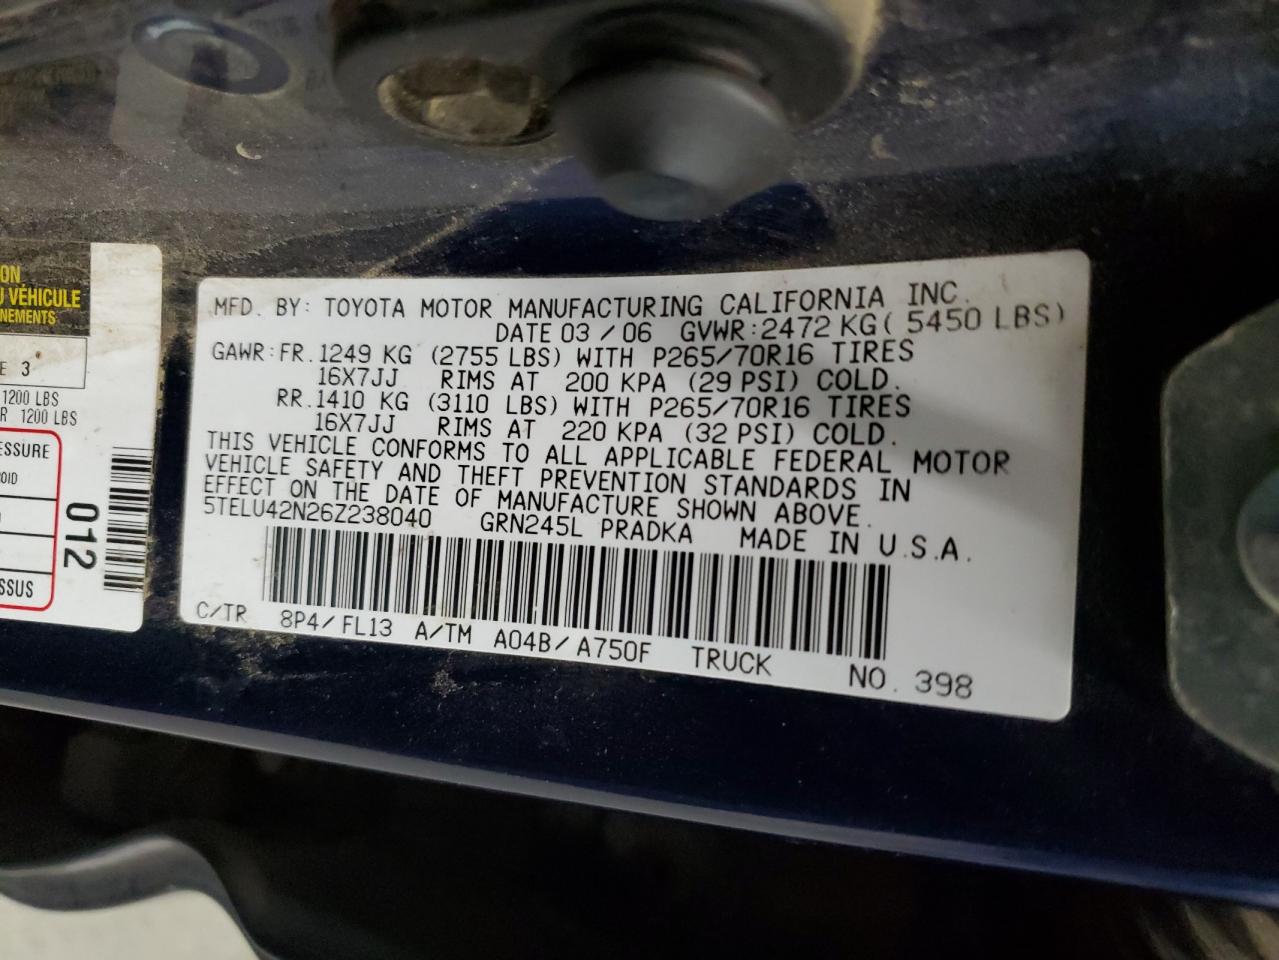 ON
U VÉHICULE
NEMENTS
E 3
1200 LBS
R 1200 LBS
ESSURE
OID
SSUS
012
MFD. BY: TOYOTA MOTOR MANUFACTURING CALIFORNIA INC.
DATE 03 / 06 GVWR:2472 KG( 5450 LBS)
GAWR:FR.1249 KG (2755 LBS) WITH P265/70R16 TIRES
16X7JJ RIMS AT 200 KPA (29 PSI) COLD.
RR.1410 KG (3110 LBS) WITH P265/70R16 TIRES
16X7JJ RIMS AT 220 KPA (32 PSI) COLD.
THIS VEHICLE CONFORMS TO ALL APPLICABLE FEDERAL MOTOR
VEHICLE SAFETY AND THEFT PREVENTION STANDARDS IN
EFFECT ON THE DATE OF MANUFACTURE SHOWN ABOVE.
5TELU42N26Z238040 GRN245L PRADKA MADE IN U.S.A.
C/TR 8P4/FL13 A/TM A04B/A750F TRUCK NO. 398